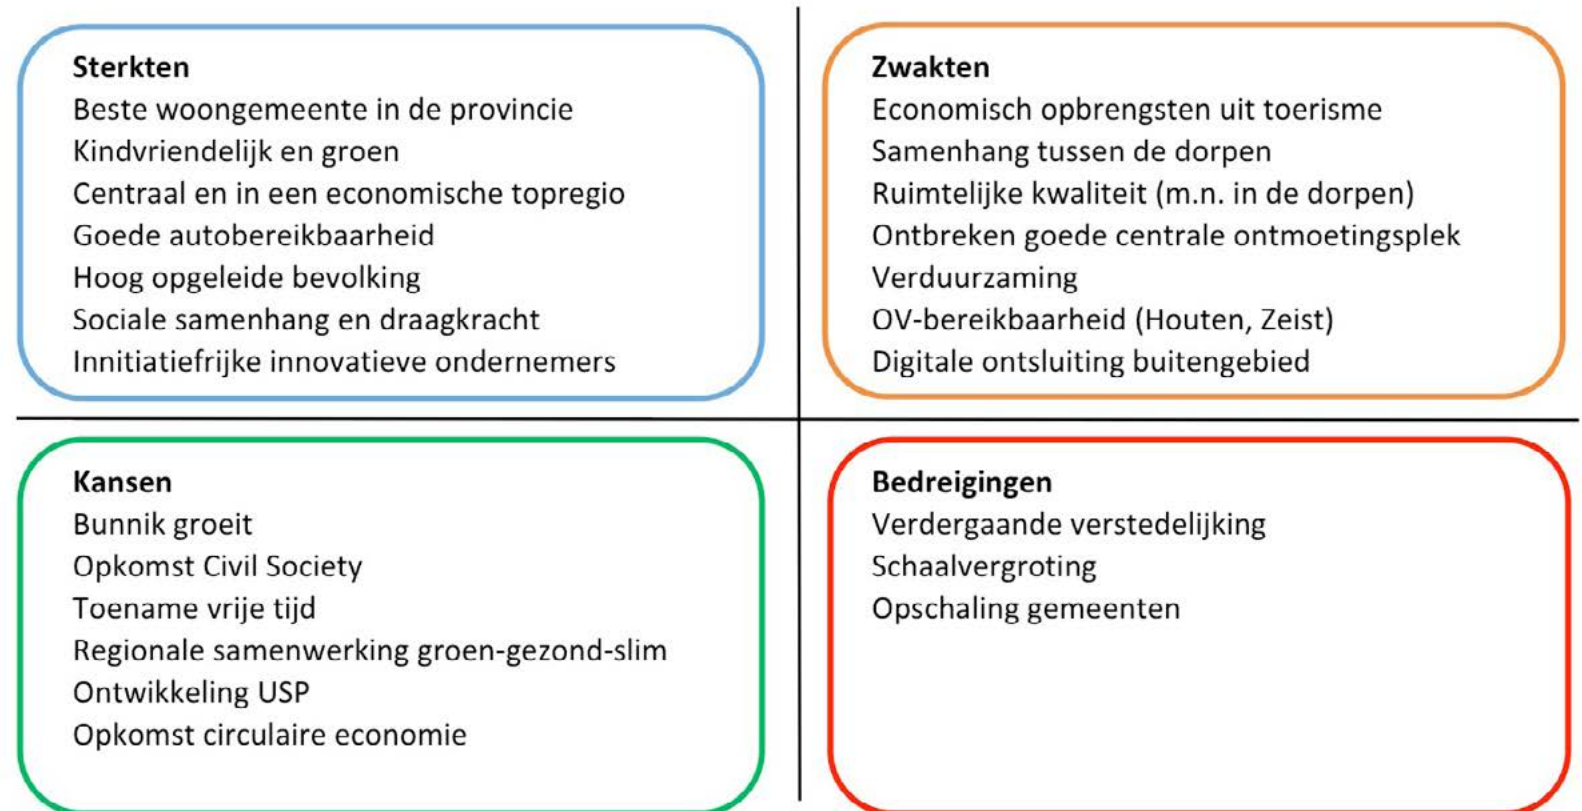 Sterkten
Beste woongemeente in de provincie
Kindvriendelijk en groen
Centraal en in een economische topregio
Goede autobereikbaarheid
Hoog opgeleide bevolking
Sociale samenhang en draagkracht
Innitiatiefrijke innovatieve ondernemers
Zwakten
Economisch opbrengsten uit toerisme
Samenhang tussen de dorpen
Ruimtelijke kwaliteit (m.n. in de dorpen)
Ontbreken goede centrale ontmoetingsplek
Verduurzaming
OV-bereikbaarheid (Houten, Zeist)
Digitale ontsluiting buitengebied
Kansen
Bunnik groeit
Opkomst Civil Society
Toename vrije tijd
Regionale samenwerking groen-gezond-slim
Ontwikkeling USP
Opkomst circulaire economie
Bedreigingen
Verdergaande verstedelijking
Schaalvergroting
Opschaling gemeenten